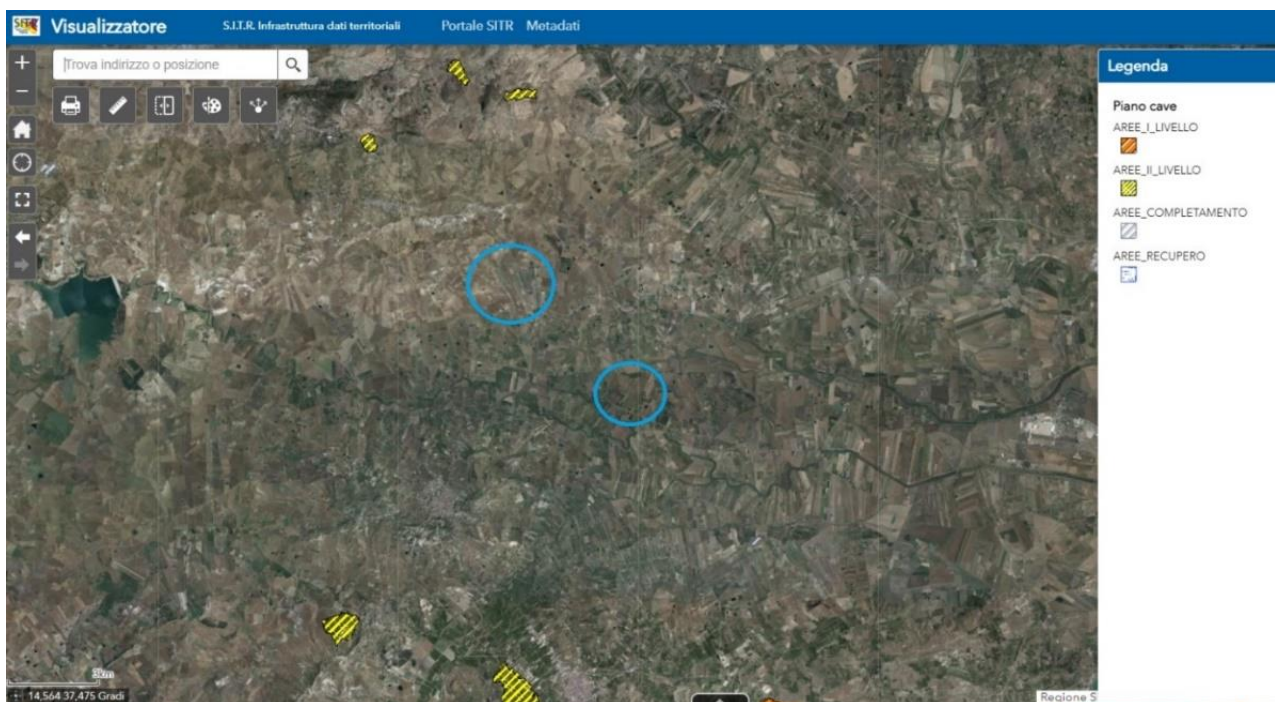 Visualizzatore
S.I.T.R. Infrastruttura dati territoriali
Portale SITR
Metadati
Trova indirizzo o posizione
Legenda
Piano cave
AREE_I_LIVELLO
AREE_II_LIVELLO
AREE_COMPLETAMENTO
AREE_RECUPERO
14,564 37,475 Gradi
Regione S